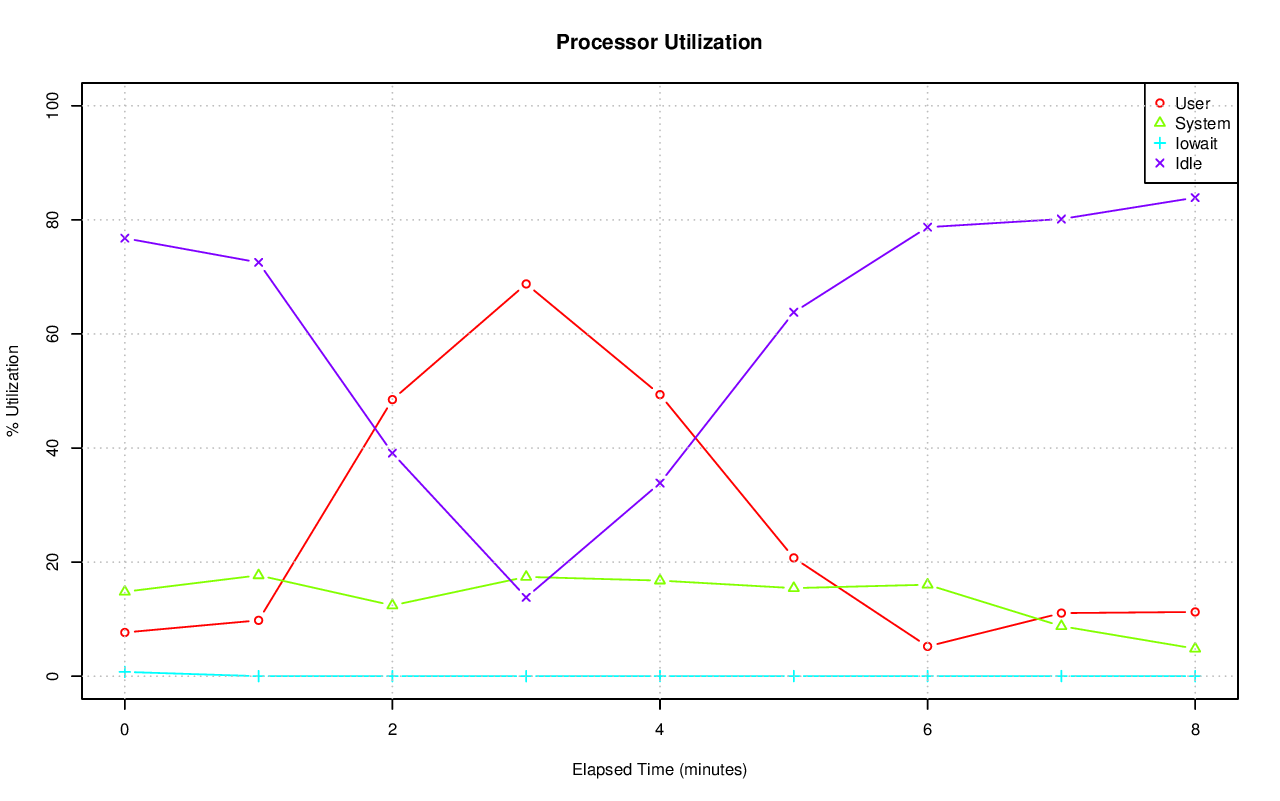 Processor Utilization
% Utilization
100
80
60
40
20
0
User
System
Iowait
Idle
0 2 4 6 8
Elapsed Time (minutes)